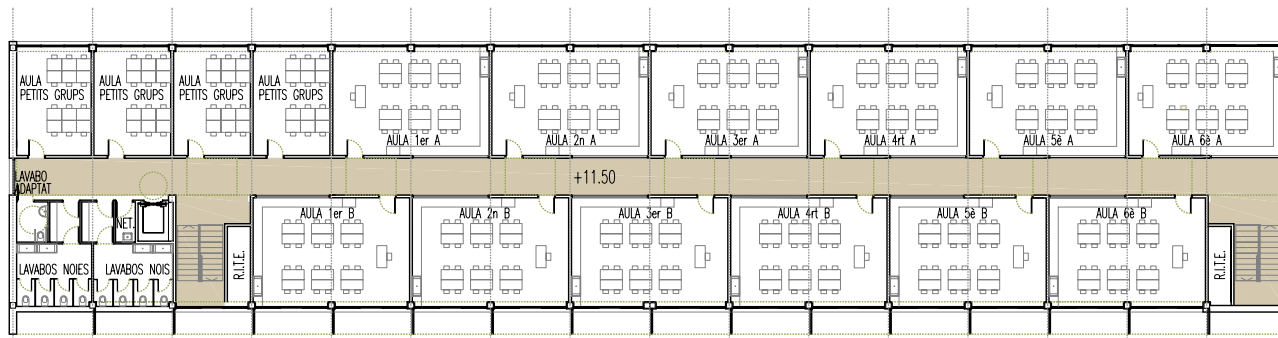 AULA
PETITS GRUPS
AULA
PETITS GRUPS
AULA
PETITS GRUPS
AULA
PETITS GRUPS
AULA 1er A
AULA 2n A
AULA 3er A
AULA 4rt A
AULA 5è A
AULA 6è A
LAVABO
ADAPTAT
+11.50
NET.
LAVABOS NOIES
LAVABOS NOIS
R.I.T.E.
AULA 1er B
AULA 2n B
AULA 3er B
AULA 4rt B
AULA 5è B
AULA 6è B
R.I.T.E.